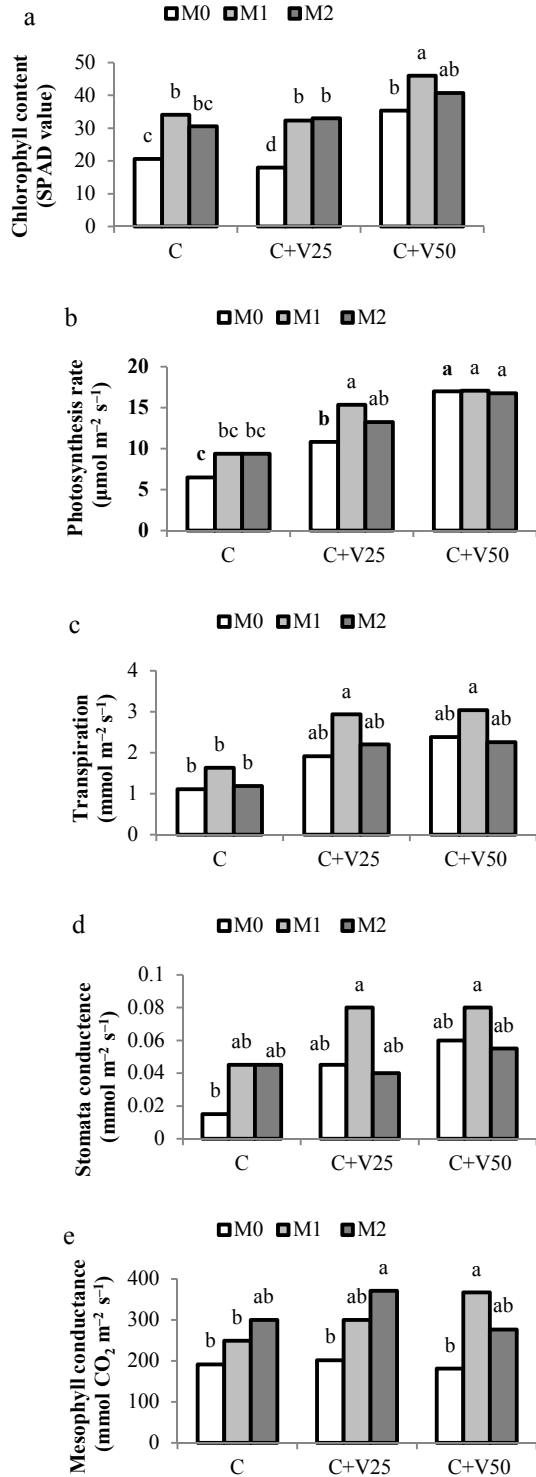 a
M0 M1 M2
Chlorophyll content
(SPAD value)
50
40
30
20
10
0
c b bc d b b b a ab
C C+V25 C+V50
b
M0 M1 M2
Photosynthesis rate
(μmol m⁻² s⁻¹)
20
15
10
5
0
c bc bc b a ab a a a
C C+V25 C+V50
c
M0 M1 M2
Transpiration
(mmol m⁻² s⁻¹)
4
3
2
1
0
b b b ab a ab ab a ab
C C+V25 C+V50
d
M0 M1 M2
Stomata conductence
(mmol m⁻² s⁻¹)
0.1
0.08
0.06
0.04
0.02
0
b ab ab ab a ab ab a ab
C C+V25 C+V50
e
M0 M1 M2
Mesophyll conductance
(mmol CO₂ m⁻² s⁻¹)
400
300
200
100
0
b b ab b ab a b a ab
C C+V25 C+V50